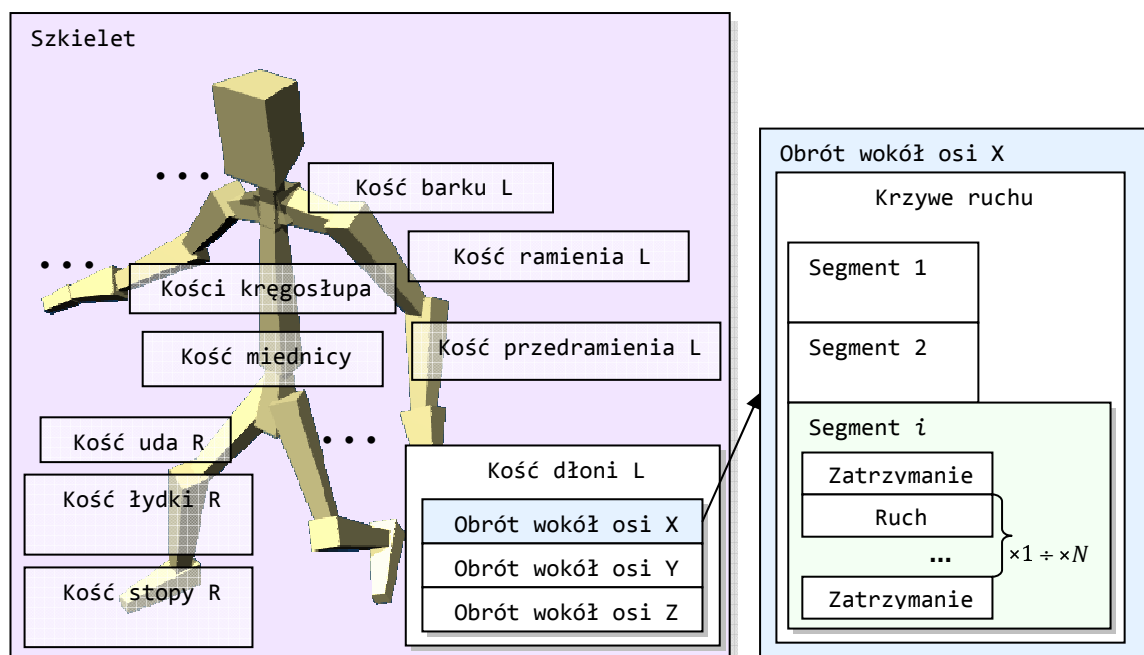 Szkielet
...
Kość barku L
Kość ramienia L
...
Kości kręgosłupa
Kość miednicy
Kość przedramienia L
Kość uda R
...
Kość łydki R
Kość stopy R
Kość dłoni L
Obrót wokół osi X
Obrót wokół osi Y
Obrót wokół osi Z
Obrót wokół osi X
Krzywe ruchu
Segment 1
Segment 2
Segment i
Zatrzymanie
Ruch
...
×1 ÷ ×N
Zatrzymanie